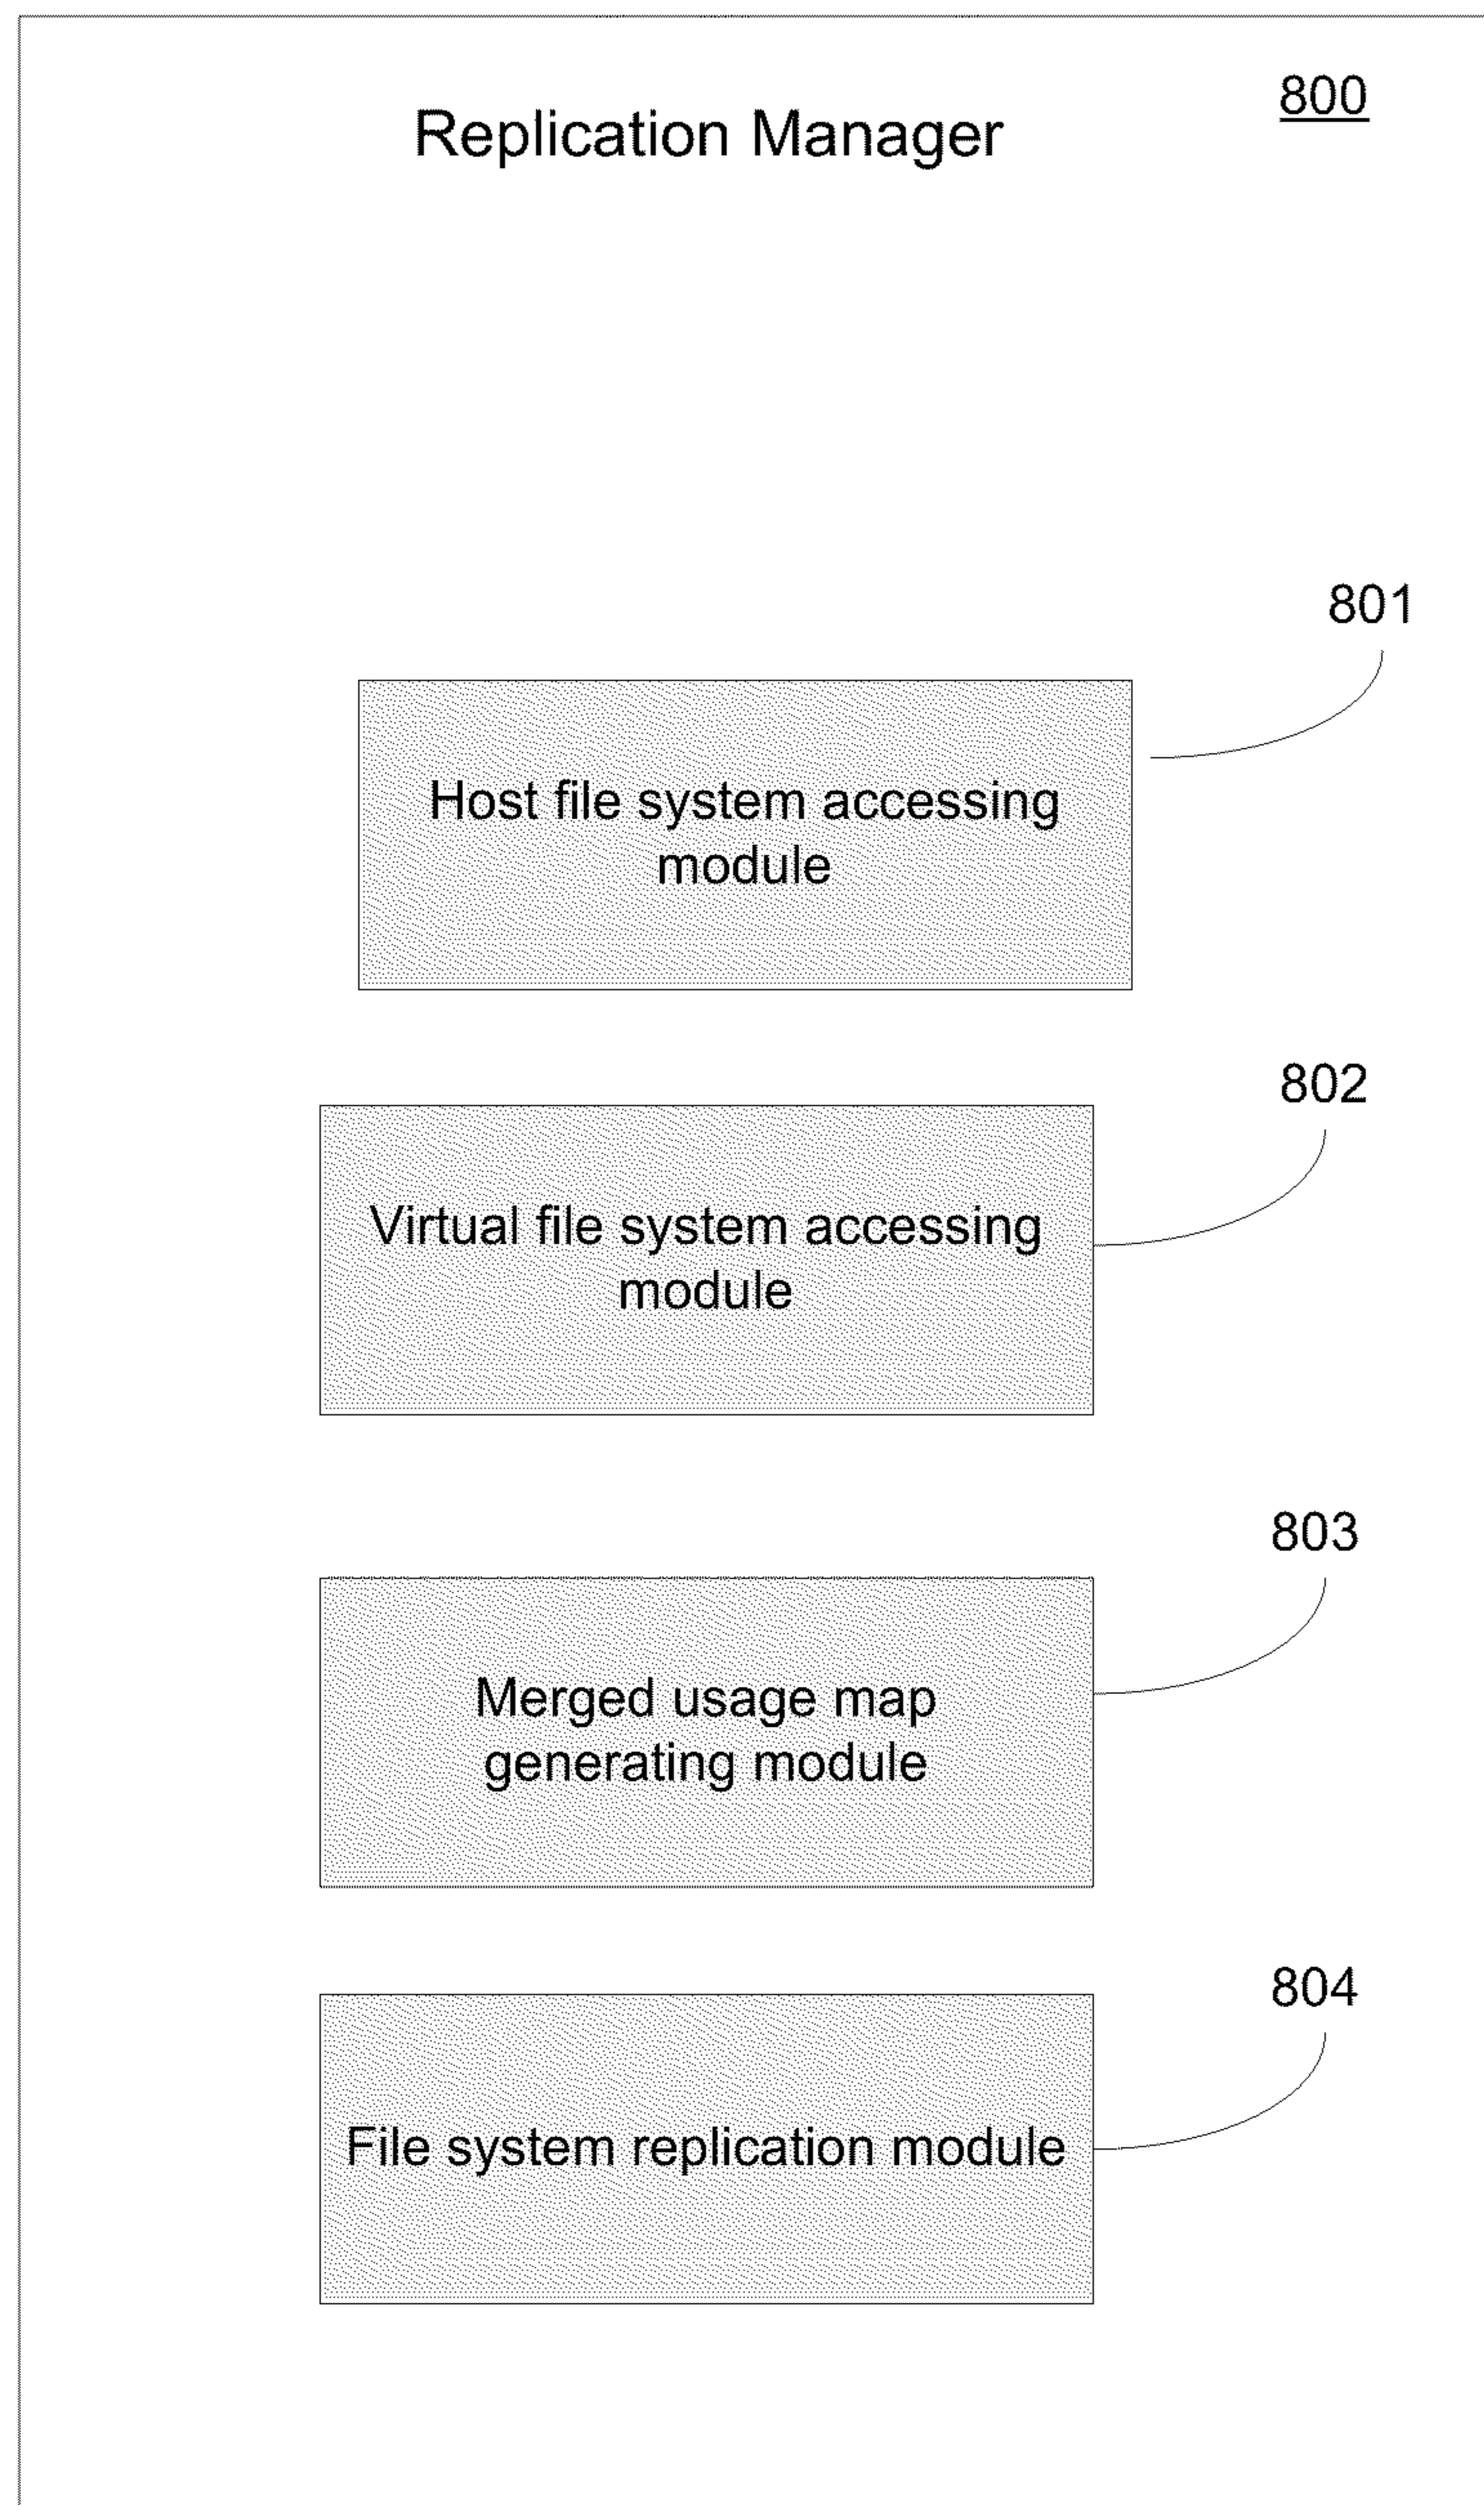 800
Replication Manager
801
Host file system accessing
module
802
Virtual file system accessing
module
803
Merged usage map
generating module
804
File system replication module